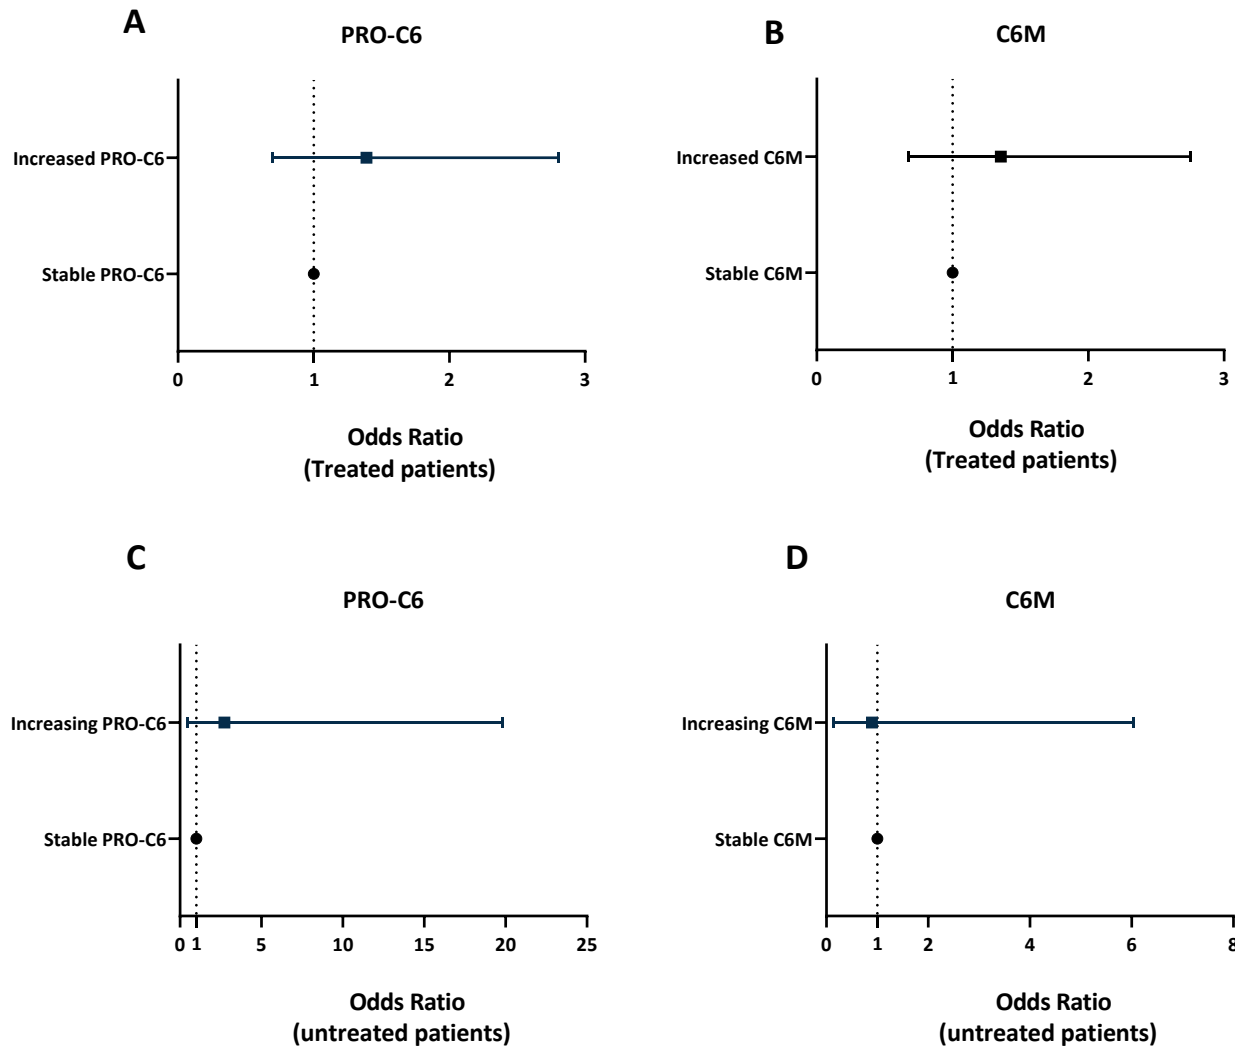 A
PRO-C6
Increased PRO-C6
Stable PRO-C6
0 1 2 3
Odds Ratio
(Treated patients)
B
C6M
Increased C6M
Stable C6M
0 1 2 3
Odds Ratio
(Treated patients)
C
PRO-C6
Increasing PRO-C6
Stable PRO-C6
0 1 5 10 15 20 25
Odds Ratio
(untreated patients)
D
C6M
Increasing C6M
Stable C6M
0 1 2 4 6 8
Odds Ratio
(untreated patients)